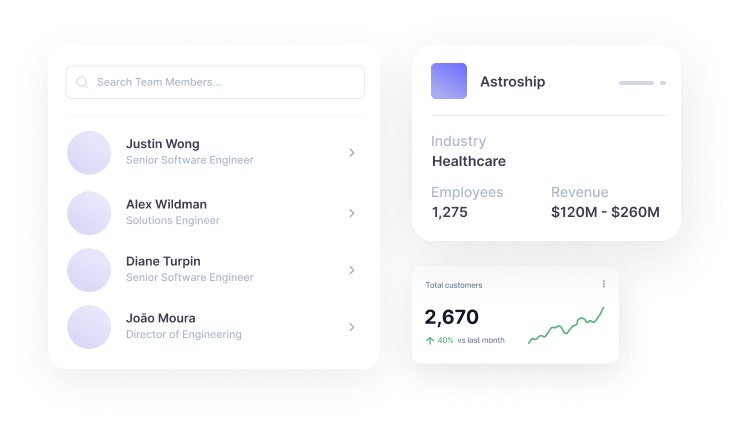 Search Team Members...
Justin Wong
Senior Software Engineer
Alex Wildman
Solutions Engineer
Diane Turpin
Senior Software Engineer
João Moura
Director of Engineering
Astroship
Industry
Healthcare
Employees
1,275
Revenue
$120M - $260M
Total customers
2,670
40% vs last month